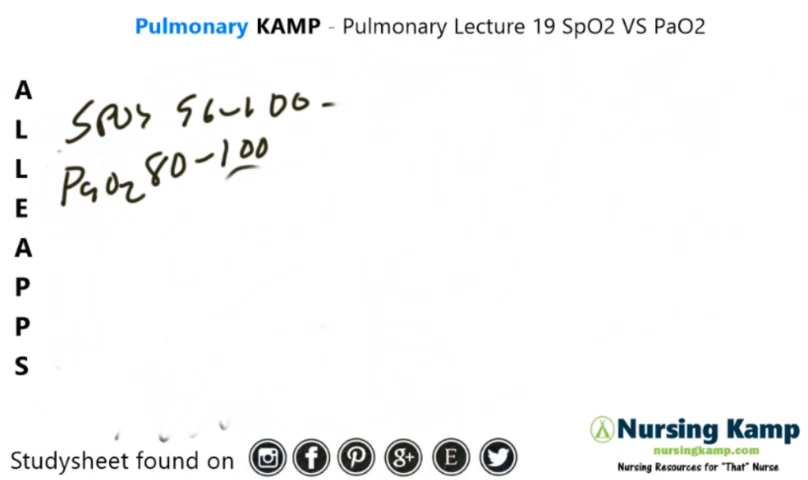 Pulmonary KAMP - Pulmonary Lecture 19 SpO2 VS PaO2
A
L
L
E
A
P
P
S
SPO2 96-100-
PaO2 80-100
Studysheet found on
g+
E
Nursing Kamp
nursingkamp.com
Nursing Resources for "That" Nurse